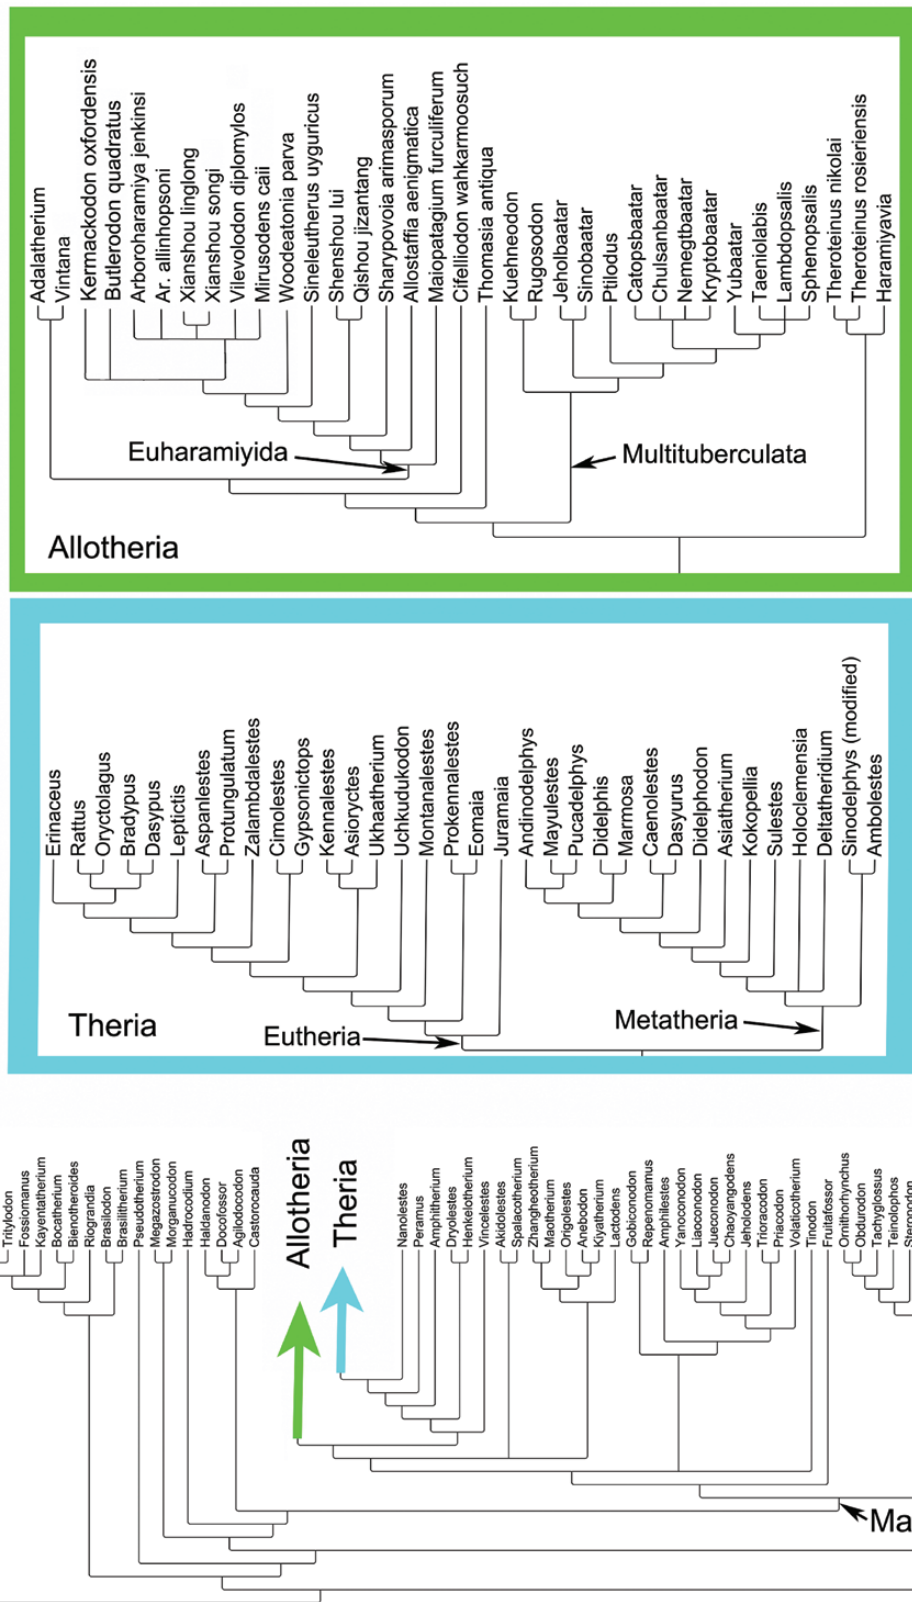 Adalatherium
Vintana
Kermackodon oxfordensis
Butlerodon quadratus
Arboroharamiya jenkinsi
Ar. allinhopsoni
Xianshou linglong
Xianshou songi
Vilevolodon diplomylos
Mirusodens caii
Woodeatonia parva
Sineleutherus uyguricus
Shenshou lui
Qishou jizantang
Sharypovoia arimasporum
Allostaffia aenigmatica
Maiopatagium furculiferum
Cifelliodon wahkarmoosuch
Thomasia antiqua
Kuehneodon
Rugosodon
Jeholbaatar
Sinobaatar
Ptilodus
Catopsbaatar
Chulsanbaatar
Nemegtbaatar
Kryptobaatar
Yubaatar
Taeniolabis
Lambdopsalis
Sphenopsalis
Theroteinus nikolai
Theroteinus rosieriensis
Haramiyavia
Euharamiyida
Multituberculata
Allotheria
Erinaceus
Rattus
Oryctolagus
Bradypus
Dasypus
Leptictis
Aspanlestes
Protungulatum
Zalambdalestes
Cimolestes
Gypsonictops
Kennalestes
Asioryctes
Ukhaatherium
Uchkudukodon
Montanalestes
Prokennalestes
Eomaia
Juramaia
Andinodelphys
Mayulestes
Pucadelphys
Didelphis
Marmosa
Caenolestes
Dasyurus
Didelphodon
Asiatherium
Kokopellia
Sulestes
Holoclemensia
Deltatheridium
Sinodelphys (modified)
Ambolestes
Theria
Eutheria
Metatheria
Tritylodon
Fossiomanus
Kayentatherium
Bocatherium
Bienotheroides
Riograndia
Brasilodon
Brasilitherium
Pseudotherium
Megazostrodon
Morganucodon
Hadrocodium
Haldanodon
Docofossor
Agilodocodon
Castorocauda
Allotheria
Theria
Nanolestes
Peramus
Amphitherium
Dryolestes
Henkelotherium
Vincelestes
Akidolestes
Spalacotherium
Zhangheotherium
Maotherium
Origolestes
Anebodon
Kiyatherium
Lactodens
Gobiconodon
Repenomamus
Amphilestes
Yanoconodon
Liaoconodon
Jueconodon
Chaoyangodens
Jeholodens
Trioracodon
Priacodon
Volaticotherium
Tinodon
Fruitafossor
Ornithorhynchus
Obdurodon
Tachyglossus
Teinolophos
Steropodon
Ma